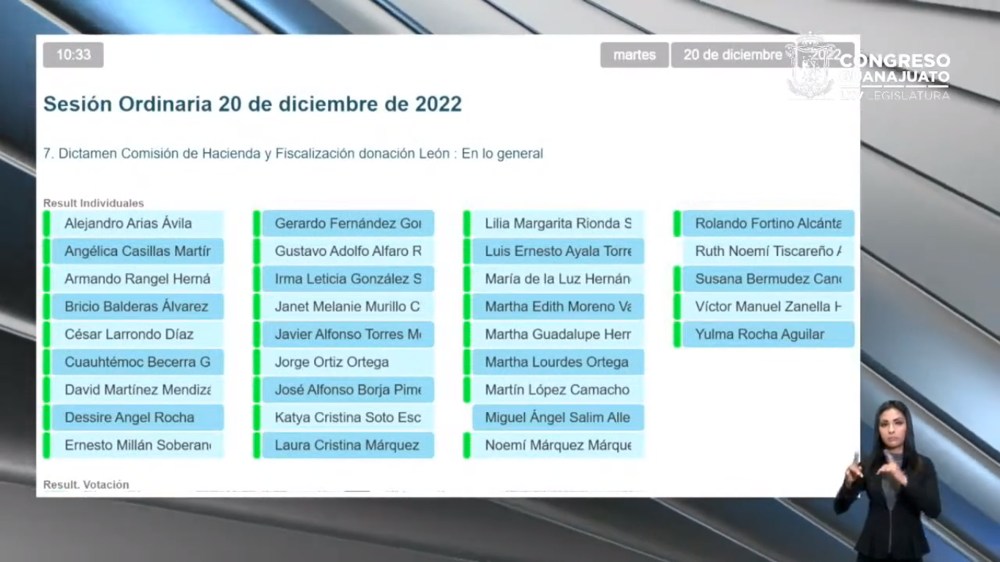 10:33
martes
20 de diciembre
2022
CONGRESO
GUANAJUATO
LXV LEGISLATURA
Sesión Ordinaria 20 de diciembre de 2022
7. Dictamen Comisión de Hacienda y Fiscalización donación León : En lo general
Result Individuales
Alejandro Arias Ávila
Angélica Casillas Martín
Armando Rangel Herná
Bricio Balderas Álvarez
César Larrondo Díaz
Cuauhtémoc Becerra G
David Martínez Mendiza
Dessire Angel Rocha
Ernesto Millán Soberan
Gerardo Fernández Gon
Gustavo Adolfo Alfaro R
Irma Leticia González S
Janet Melanie Murillo C
Javier Alfonso Torres M
Jorge Ortiz Ortega
José Alfonso Borja Pime
Katya Cristina Soto Esc
Laura Cristina Márquez
Lilia Margarita Rionda S
Luis Ernesto Ayala Torre
María de la Luz Hernán
Martha Edith Moreno Va
Martha Guadalupe Herr
Martha Lourdes Ortega
Martín López Camacho
Miguel Ángel Salim Alle
Noemí Márquez Márque
Rolando Fortino Alcánta
Ruth Noemí Tiscareño A
Susana Bermudez Canc
Víctor Manuel Zanella H
Yulma Rocha Aguilar
Result. Votación